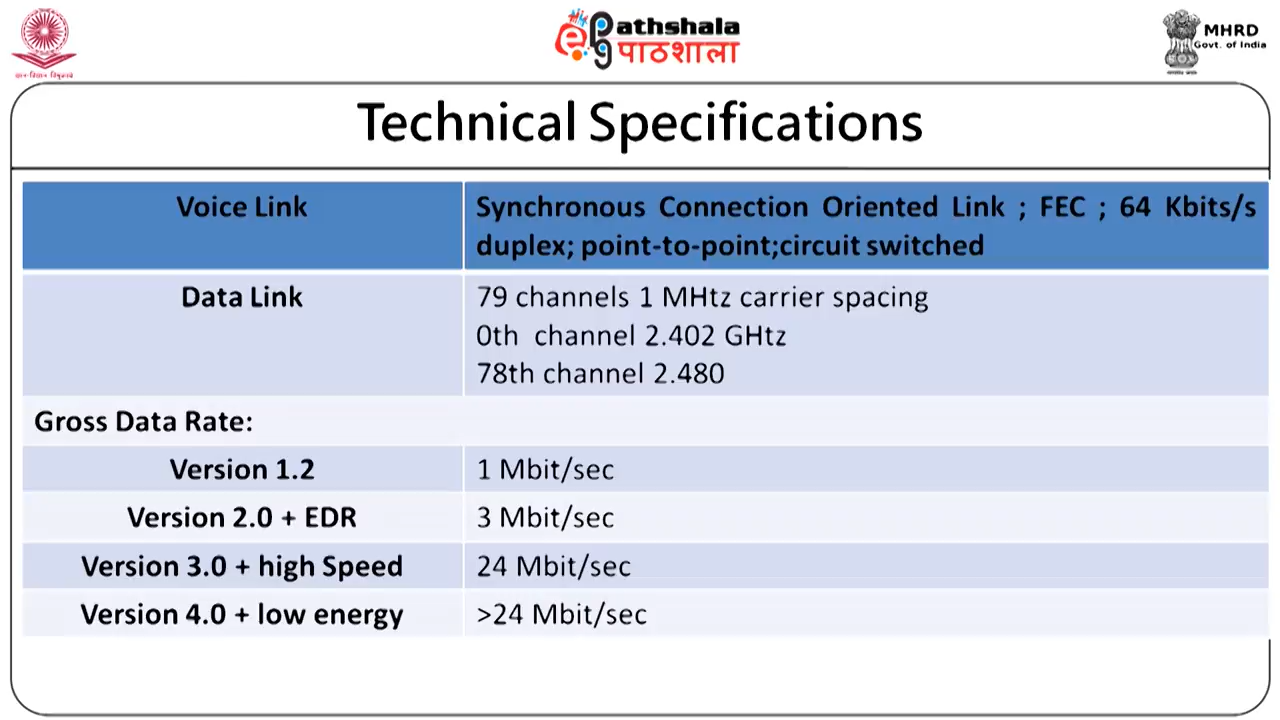 Pathshala
पाठशाला
MHRD
Govt. of India
Technical Specifications
Voice Link
Synchronous Connection Oriented Link ; FEC ; 64 Kbits/s
duplex; point-to-point;circuit switched
Data Link
79 channels 1 MHtz carrier spacing
0th channel 2.402 GHtz
78th channel 2.480
Gross Data Rate:
Version 1.2
1 Mbit/sec
Version 2.0 + EDR
3 Mbit/sec
Version 3.0 + high Speed
24 Mbit/sec
Version 4.0 + low energy
>24 Mbit/sec